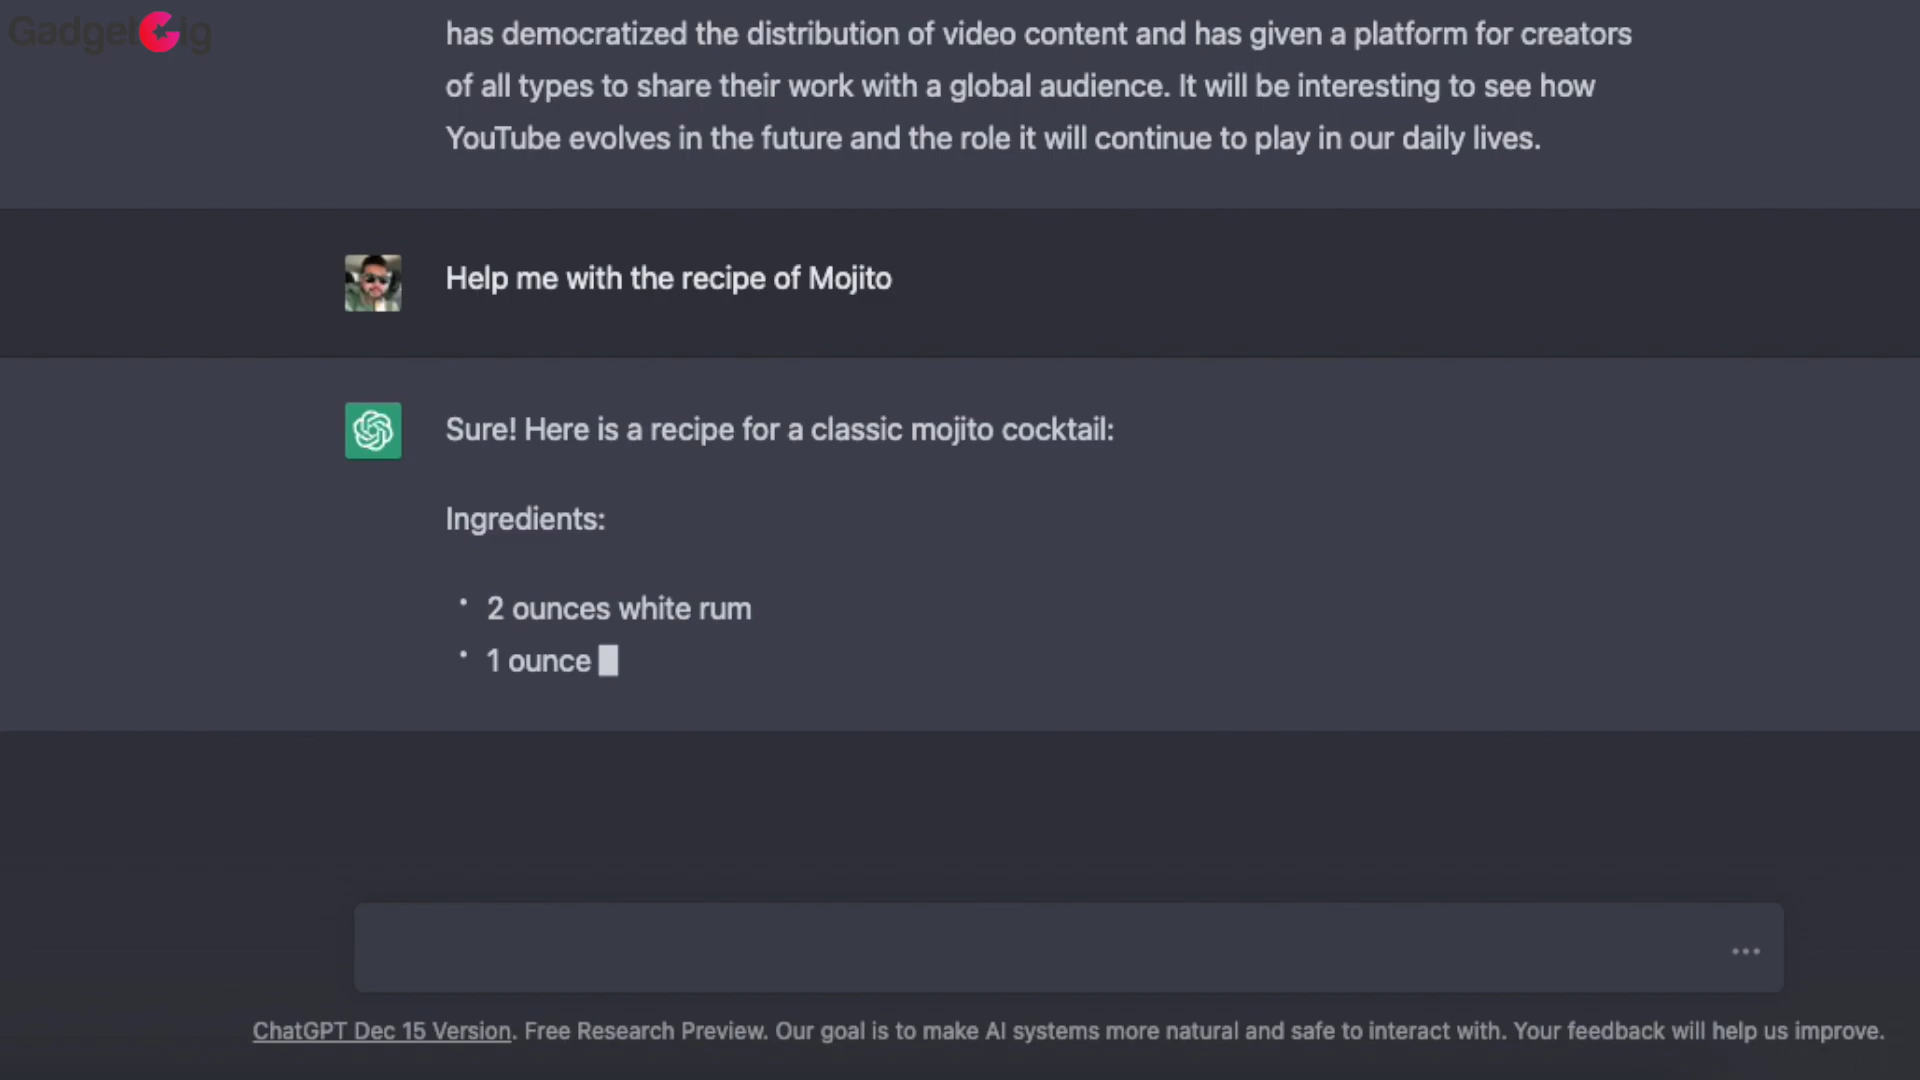 GadgetGig
has democratized the distribution of video content and has given a platform for creators
of all types to share their work with a global audience. It will be interesting to see how
YouTube evolves in the future and the role it will continue to play in our daily lives.
Help me with the recipe of Mojito
Sure! Here is a recipe for a classic mojito cocktail:
Ingredients:
• 2 ounces white rum
• 1 ounce
ChatGPT Dec 15 Version. Free Research Preview. Our goal is to make AI systems more natural and safe to interact with. Your feedback will help us improve.